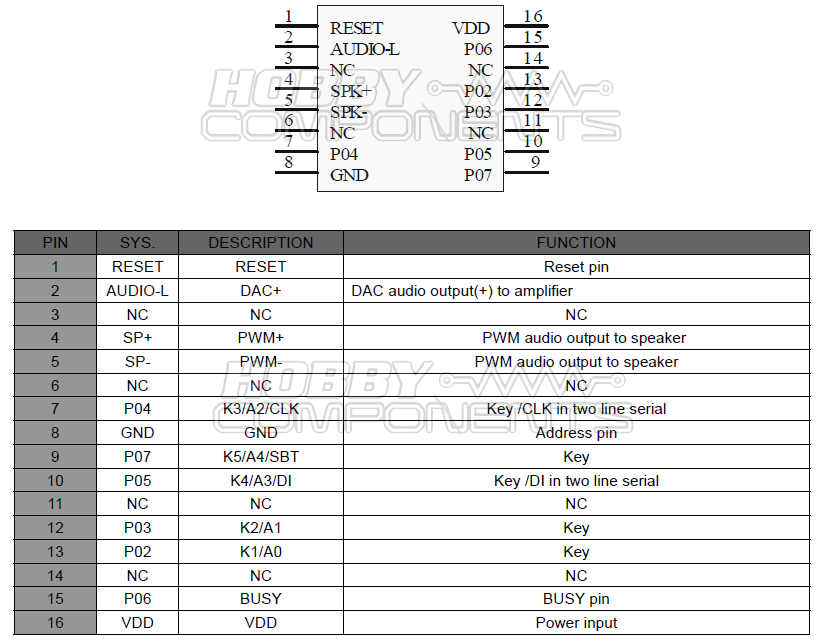 1 RESET VDD 16
2 AUDIO-L P06 15
3 NC NC 14
4 SPK+ P02 13
5 SPK- P03 12
6 NC NC 11
7 P04 P05 10
8 GND P07 9
HOBBY
COMPONENTS
PIN SYS. DESCRIPTION FUNCTION
1 RESET RESET Reset pin
2 AUDIO-L DAC+ DAC audio output(+) to amplifier
3 NC NC NC
4 SP+ PWM+ PWM audio output to speaker
5 SP- PWM- PWM audio output to speaker
6 NC NC NC
7 P04 K3/A2/CLK Key /CLK in two line serial
8 GND GND Address pin
9 P07 K5/A4/SBT Key
10 P05 K4/A3/DI Key /DI in two line serial
11 NC NC NC
12 P03 K2/A1 Key
13 P02 K1/A0 Key
14 NC NC NC
15 P06 BUSY BUSY pin
16 VDD VDD Power input
HOBBY
COMPONENTS